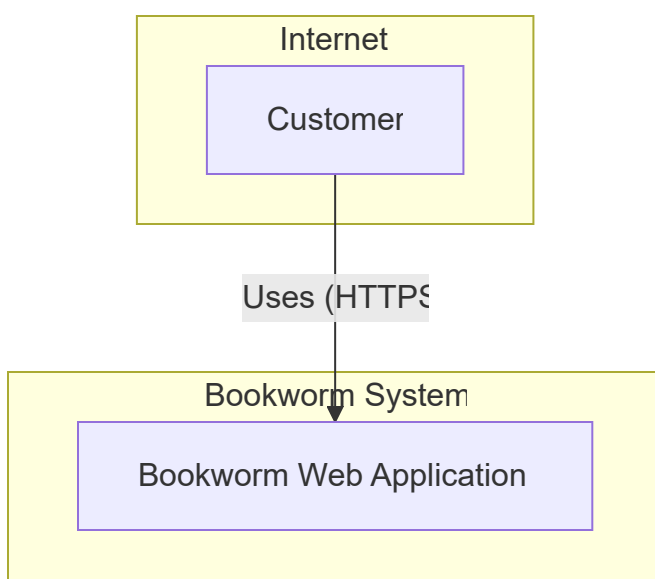 Internet
Customer
Uses (HTTPS
Bookworm System
Bookworm Web Application